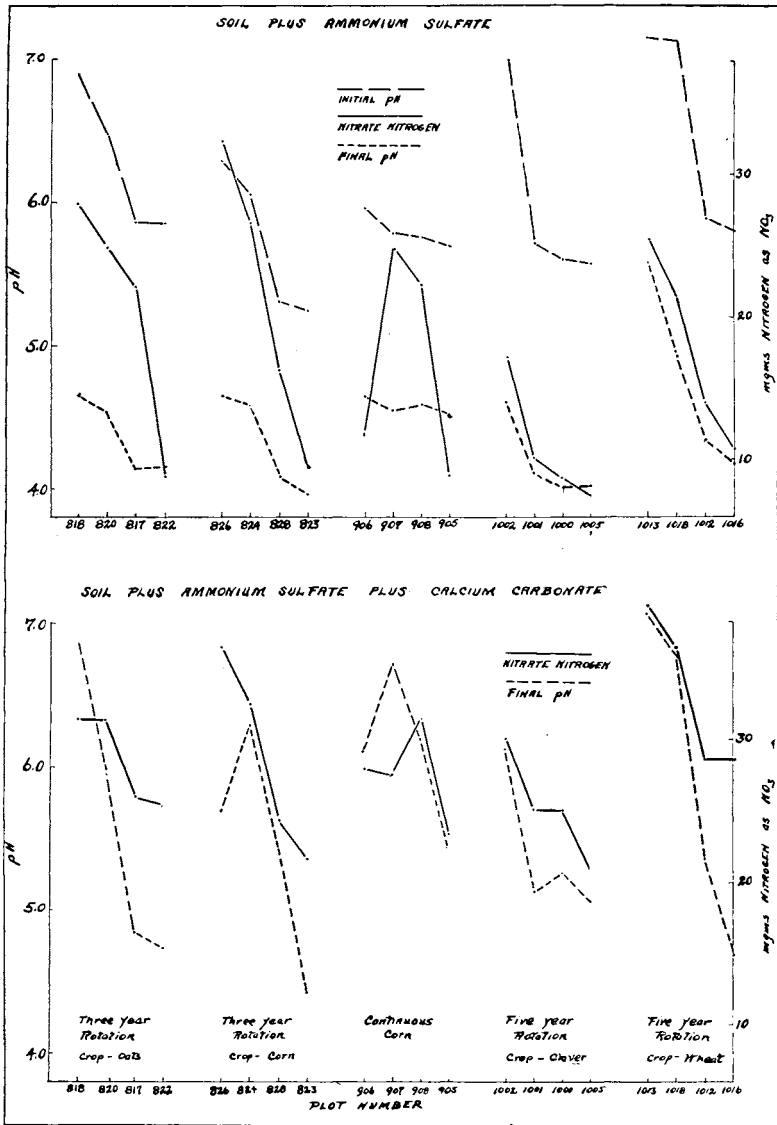 SOIL PLUS AMMONIUM SULFATE
7.0
6.0
5.0
4.0
pH
INITIAL pH
NITRATE NITROGEN
FINAL pH
30
20
10
mgms NITROGEN as NO3
818 820 817 822
826 824 828 823
906 907 908 905
1002 1001 1000 1005
1013 1018 1012 1016
SOIL PLUS AMMONIUM SULFATE PLUS CALCIUM CARBONATE
7.0
6.0
5.0
4.0
pH
NITRATE NITROGEN
FINAL pH
30
20
10
mgms NITROGEN as NO3
Three year
Rotation
Crop-Oats
Three year
Rotation
Crop-Corn
Continuous
Corn
Five year
Rotation
Crop-Clover
Five year
Rotation
Crop-Wheat
818 820 817 822
826 824 828 823
906 907 908 905
1002 1001 1000 1005
1013 1018 1012 1016
PLOT NUMBER